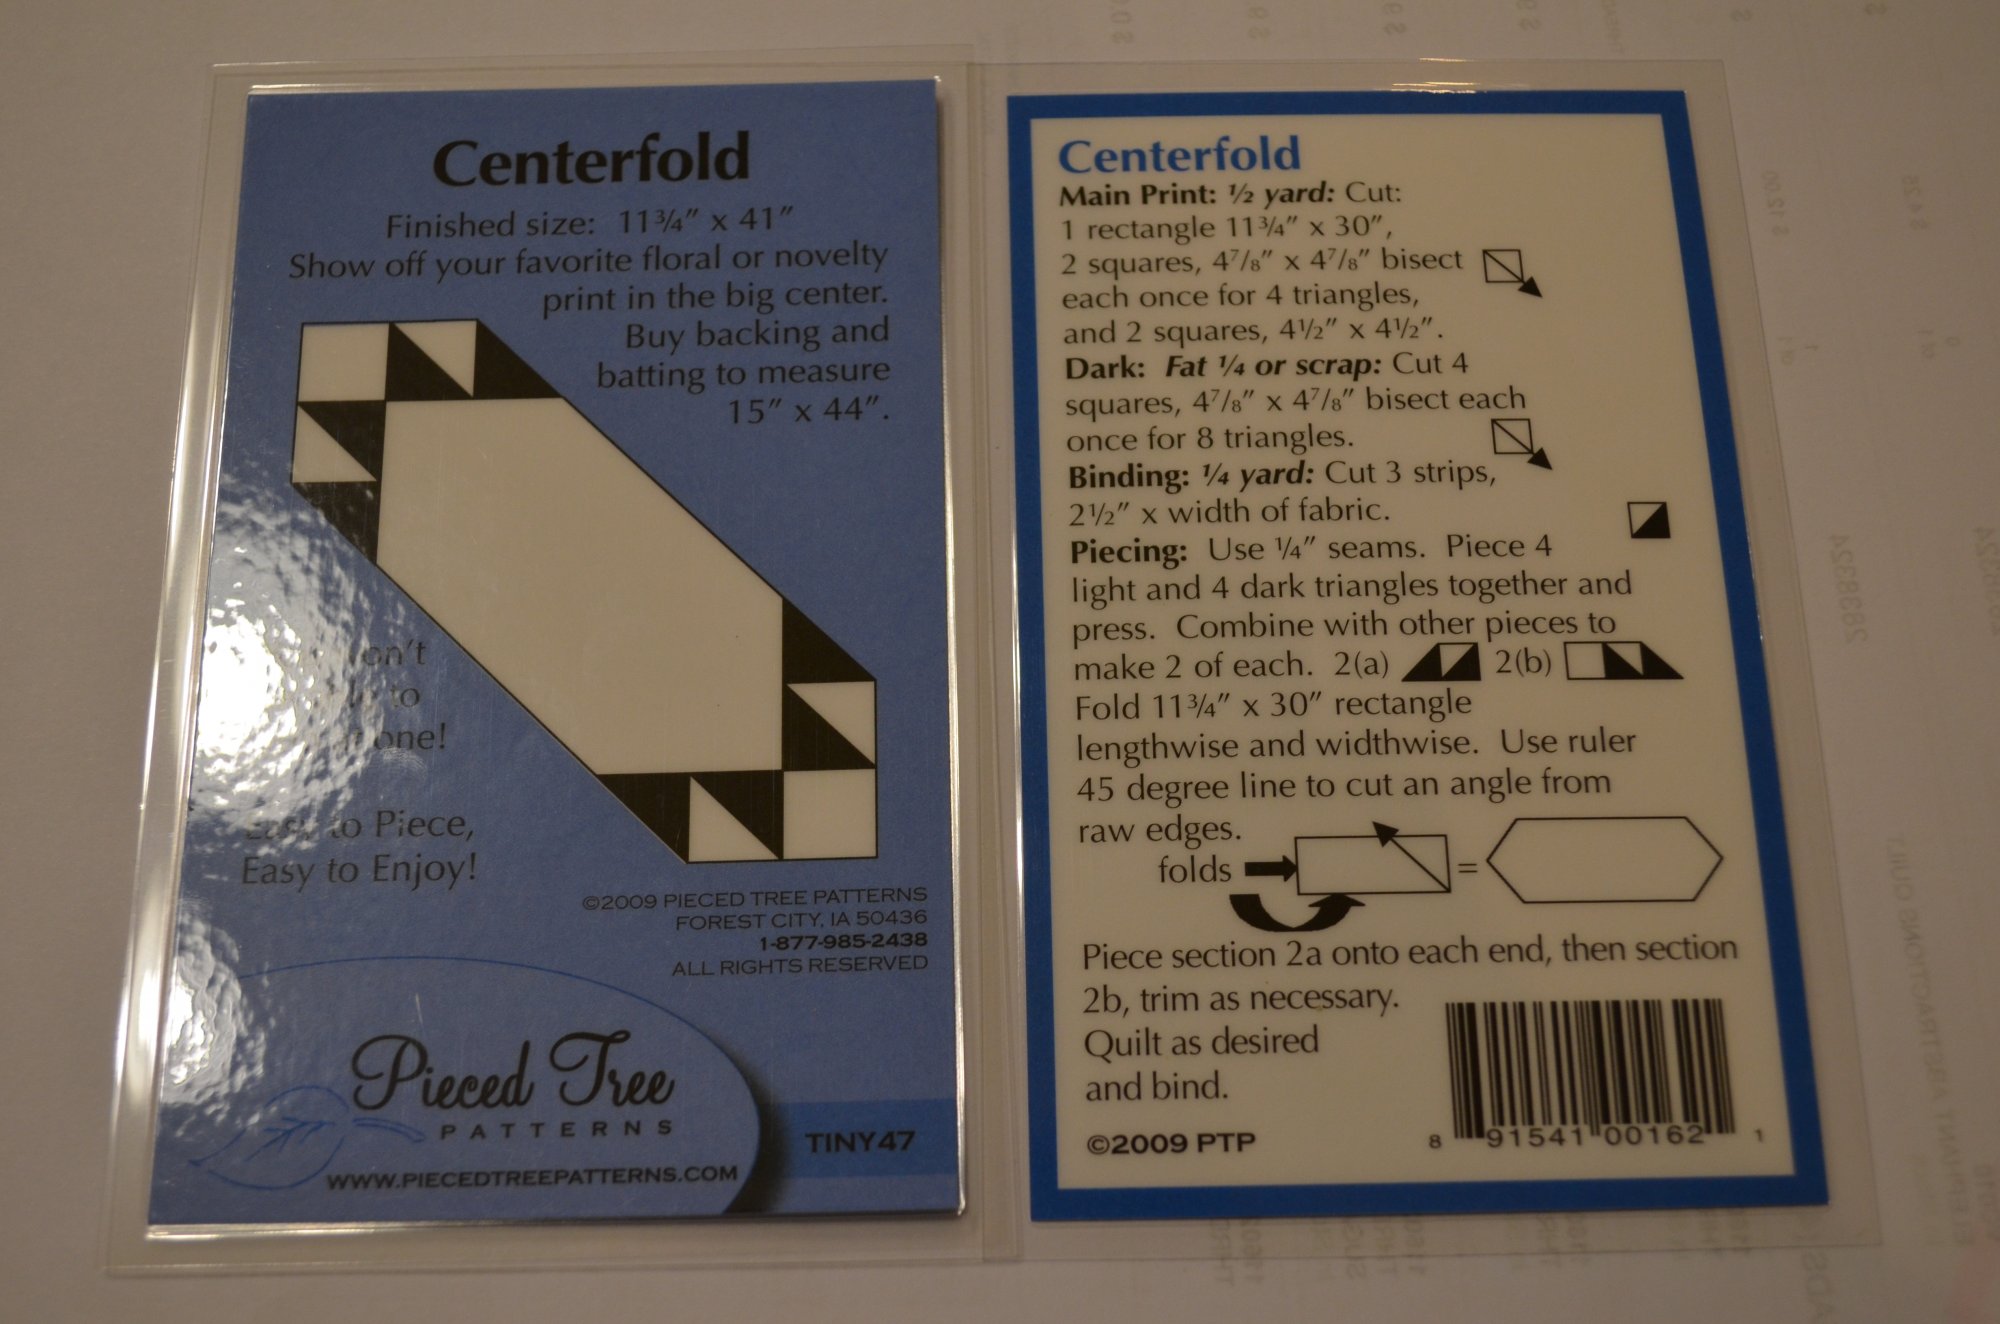 Centerfold
Finished size: 11¾" x 41"
Show off your favorite floral or novelty
print in the big center.
Buy backing and
batting to measure
15" x 44".
to
one!
to Piece,
Easy to Enjoy!
©2009 PIECED TREE PATTERNS
FOREST CITY, IA 50436
1-877-985-2438
ALL RIGHTS RESERVED
Pieced Tree
PATTERNS
WWW.PIECEDTREEPATTERNS.COM
TINY47
Centerfold
Main Print: ½ yard: Cut:
1 rectangle 11¾" x 30",
2 squares, 4⅞" x 4⅞" bisect
each once for 4 triangles,
and 2 squares, 4½" x 4½".
Dark: Fat ¼ or scrap: Cut 4
squares, 4⅞" x 4⅞" bisect each
once for 8 triangles.
Binding: ¼ yard: Cut 3 strips,
2½" x width of fabric.
Piecing: Use ¼" seams. Piece 4
light and 4 dark triangles together and
press. Combine with other pieces to
make 2 of each. 2(a) 2(b)
Fold 11¾" x 30" rectangle
lengthwise and widthwise. Use ruler
45 degree line to cut an angle from
raw edges.
folds =
Piece section 2a onto each end, then section
2b, trim as necessary.
Quilt as desired
and bind.
©2009 PTP
8 91541 00162 1